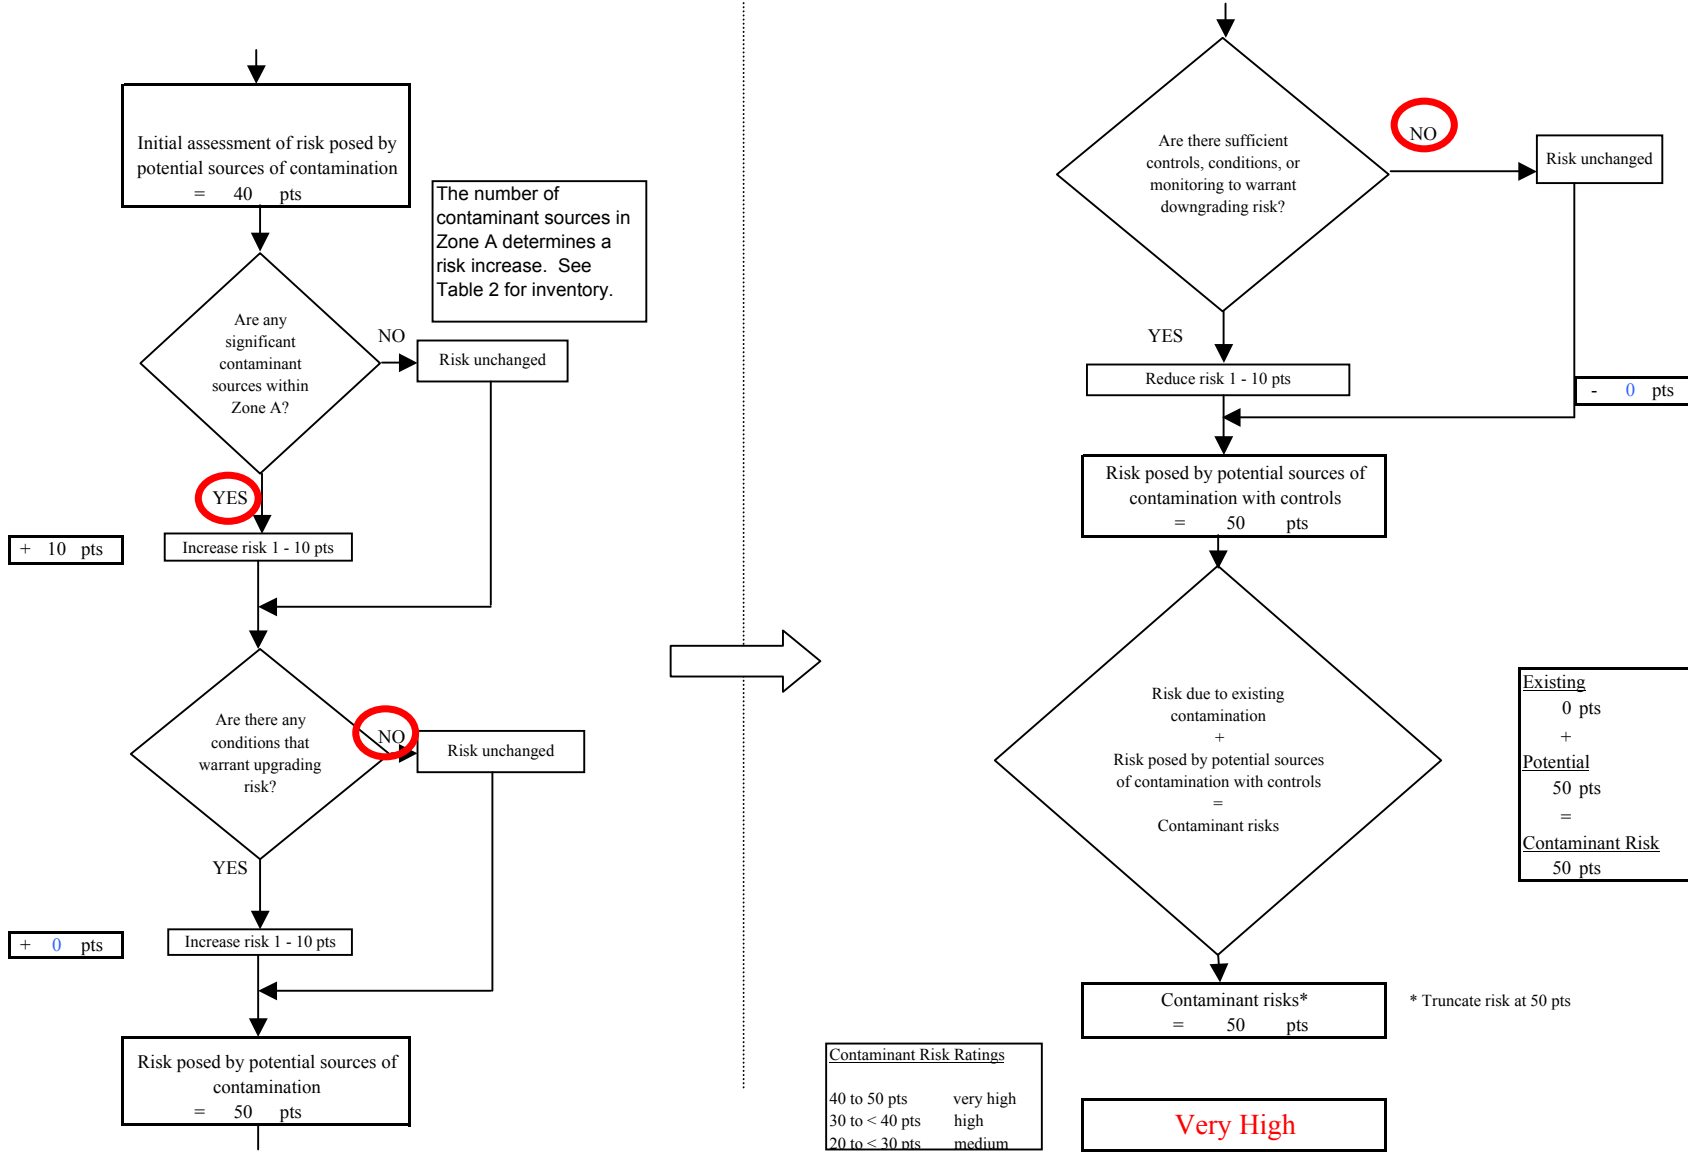 Initial assessment of risk posed by
potential sources of contamination
= 40 pts
The number of
contaminant sources in
Zone A determines a
risk increase. See
Table 2 for inventory.
Are any
significant
contaminant
sources within
Zone A?
NO
Risk unchanged
YES
+ 10 pts
Increase risk 1 - 10 pts
Are there any
conditions that
warrant upgrading
risk?
NO
Risk unchanged
YES
+ 0 pts
Increase risk 1 - 10 pts
Risk posed by potential sources of
contamination
= 50 pts
Are there sufficient
controls, conditions, or
monitoring to warrant
downgrading risk?
NO
Risk unchanged
YES
Reduce risk 1 - 10 pts
- 0 pts
Risk posed by potential sources of
contamination with controls
= 50 pts
Risk due to existing
contamination
+
Risk posed by potential sources
of contamination with controls
=
Contaminant risks
Existing
0 pts
+
Potential
50 pts
=
Contaminant Risk
50 pts
Contaminant risks*
= 50 pts
* Truncate risk at 50 pts
Contaminant Risk Ratings
40 to 50 pts very high
30 to < 40 pts high
20 to < 30 pts medium
Very High